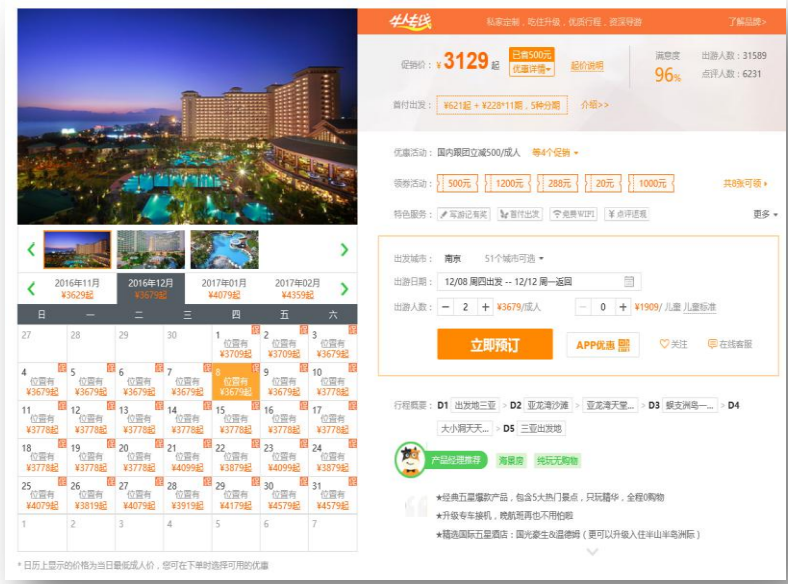 牛人专线 私家定制，吃住升级，优质行程，资深导游 了解品牌>
促销价：¥3129起 已省500元 优惠详情 起价说明 满意度 96% 出游人数：31589
点评人数：6231
首付出发：¥621起 + ¥228*11期，5种分期 介绍>>
优惠活动：国内跟团立减500/成人 等4个促销
领券活动：500元 1200元 288元 20元 1000元 共8张可领
特色服务：写游记有奖 首付出发 免费WIFI ¥点评返现 更多
出发城市：南京 51个城市可选
出游日期：12/08 周四出发 -- 12/12 周一返回
出游人数：- 2 + ¥3679/成人 - 0 + ¥1909/ 儿童 儿童标准
立即预订 APP优惠 关注 在线客服
行程概要：D1 出发地三亚 > D2 亚龙湾沙滩 > 亚龙湾天堂... > D3 蜈支洲岛一... > D4
大小洞天天... > D5 三亚出发地
产品经理推荐 海景房 纯玩无购物
★经典五星爆款产品，包含5大热门景点，只玩精华，全程0购物
★升级专车接机，晚航班再也不用怕啦
★精选国际五星酒店：国光豪生&温德姆（更可以升级入住半山半岛洲际）
2016年11月 2016年12月 2017年01月 2017年02月
¥3629起 ¥3679起 ¥4079起 ¥4359起
日 一 二 三 四 五 六
27 28 29 30 1 2 3
位置有 位置有 位置有
¥3709起 ¥3709起 ¥3679起
4 5 6 7 8 9 10
位置有 位置有 位置有 位置有 位置有 位置有 位置有
¥3679起 ¥3679起 ¥3679起 ¥3679起 ¥3679起 ¥3679起 ¥3778起
11 12 13 14 15 16 17
位置有 位置有 位置有 位置有 位置有 位置有 位置有
¥3778起 ¥3778起 ¥3778起 ¥3778起 ¥3778起 ¥3778起 ¥3778起
18 19 20 21 22 23 24
位置有 位置有 位置有 位置有 位置有 位置有 位置有
¥3778起 ¥3778起 ¥3778起 ¥4099起 ¥3879起 ¥4099起 ¥3879起
25 26 27 28 29 30 31
位置有 位置有 位置有 位置有 位置有 位置有 位置有
¥4079起 ¥3819起 ¥4079起 ¥3919起 ¥4179起 ¥4579起 ¥4579起
1 2 3 4 5 6 7
* 日历上显示的价格为当日最低成人价，您可在下单时选择可用的优惠